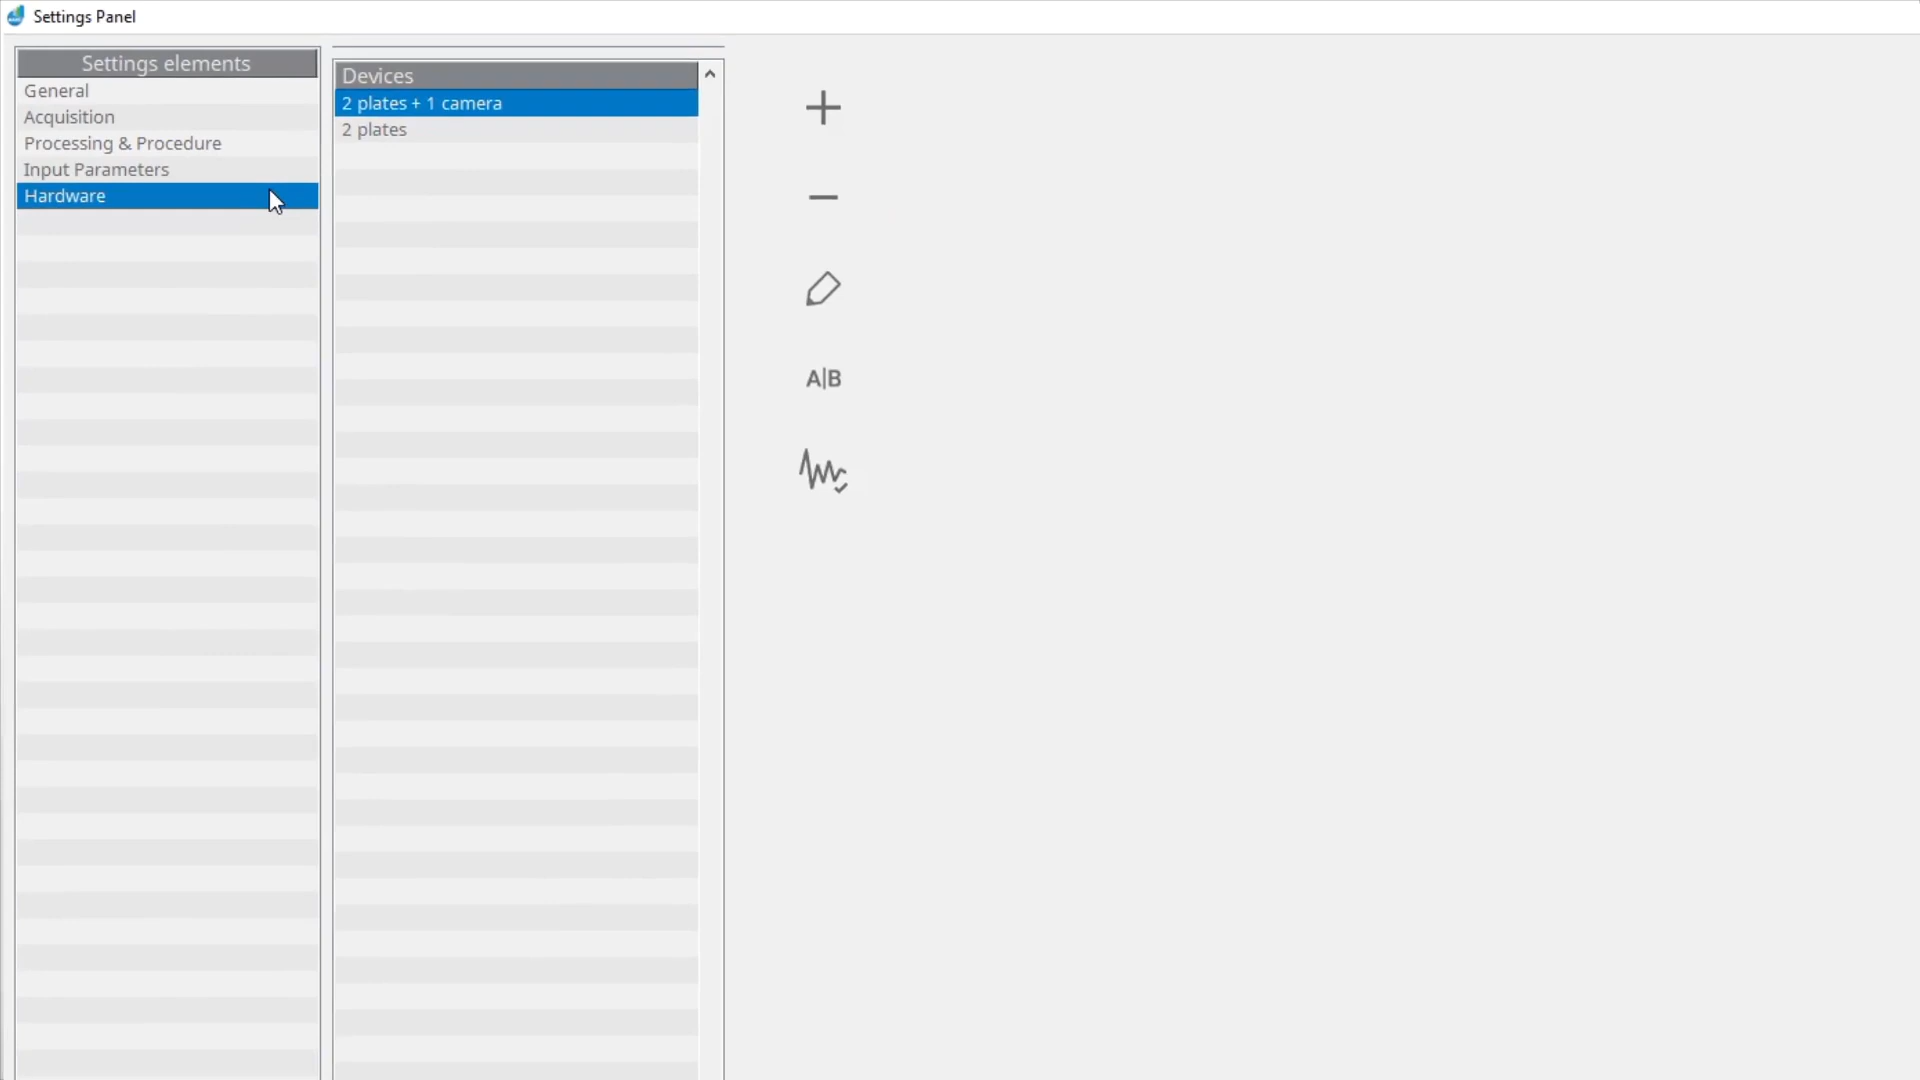 Settings Panel
Settings elements
General
Acquisition
Processing & Procedure
Input Parameters
Hardware
Devices
2 plates + 1 camera
2 plates
A|B